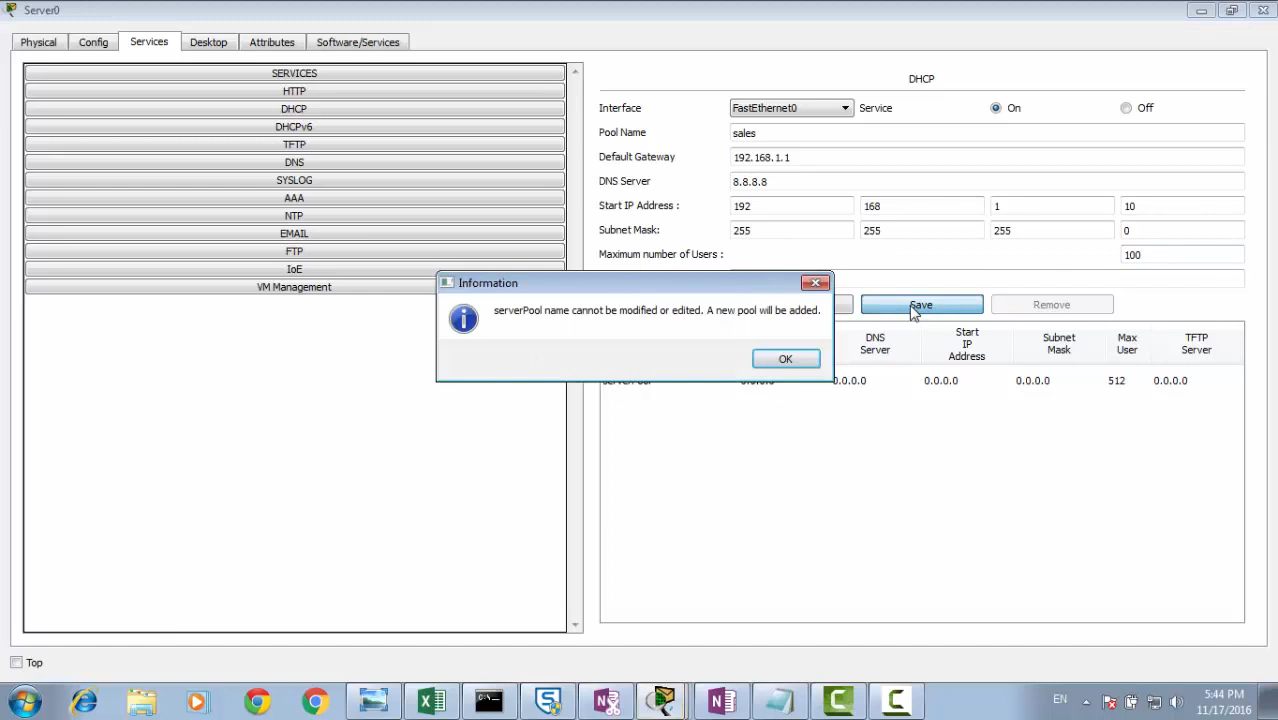 Server0
Physical
Config
Services
Desktop
Attributes
Software/Services
SERVICES
HTTP
DHCP
DHCPv6
TFTP
DNS
SYSLOG
AAA
NTP
EMAIL
FTP
IoE
VM Management
DHCP
Interface FastEthernet0 Service On Off
Pool Name sales
Default Gateway 192.168.1.1
DNS Server 8.8.8.8
Start IP Address : 192 168 1 10
Subnet Mask: 255 255 255 0
Maximum number of Users : 100
Save Remove
Information
serverPool name cannot be modified or edited. A new pool will be added.
OK
DNS Server
Start IP Address
Subnet Mask
Max User
TFTP Server
0.0.0.0 0.0.0.0 0.0.0.0 512 0.0.0.0
Top
EN
5:44 PM
11/17/2016